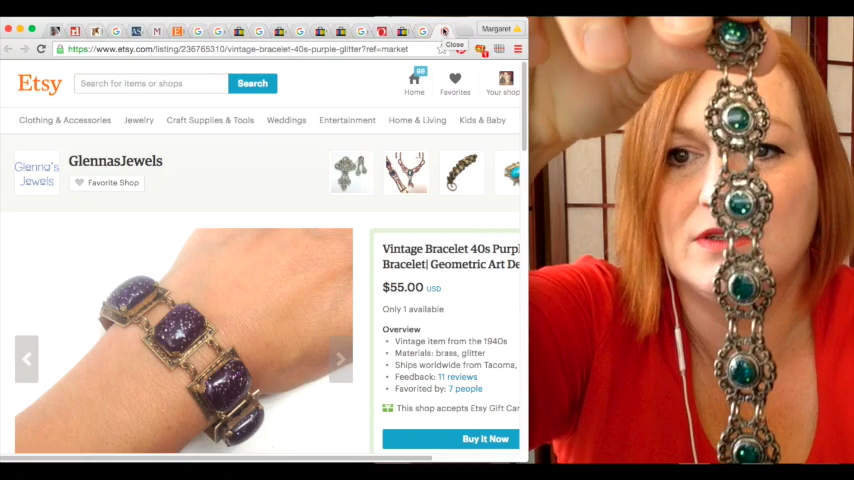 Margaret
https://www.etsy.com/listing/236765310/vintage-bracelet-40s-purple-glitter?ref=market
Close
Etsy
Search for items or shops
Search
99
Home
Favorites
Your shop
Clothing & Accessories
Jewelry
Craft Supplies & Tools
Weddings
Entertainment
Home & Living
Kids & Baby
Glenna's
Jewels
GlennasJewels
Favorite Shop
Vintage Bracelet 40s Purpl
Bracelet| Geometric Art De
$55.00 USD
Only 1 available
Overview
Vintage item from the 1940s
Materials: brass, glitter
Ships worldwide from Tacoma,
Feedback: 11 reviews
Favorited by: 7 people
This shop accepts Etsy Gift Car
Buy It Now